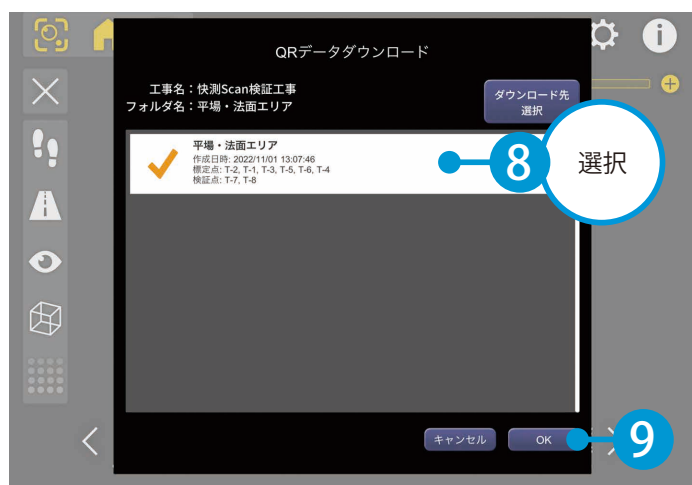 QRデータダウンロード
工事名：快測Scan検証工事
フォルダ名：平場・法面エリア
ダウンロード先
選択
平場・法面エリア
作成日時: 2022/11/01 13:07:46
標定点: T-2, T-1, T-3, T-5, T-6, T-4
検証点: T-7, T-8
8
選択
キャンセル
OK
9